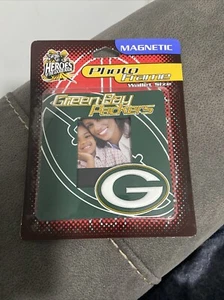 HEROES
MAGNETIC
Photo
Frame
Wallet Size
Green Bay
Packers
G